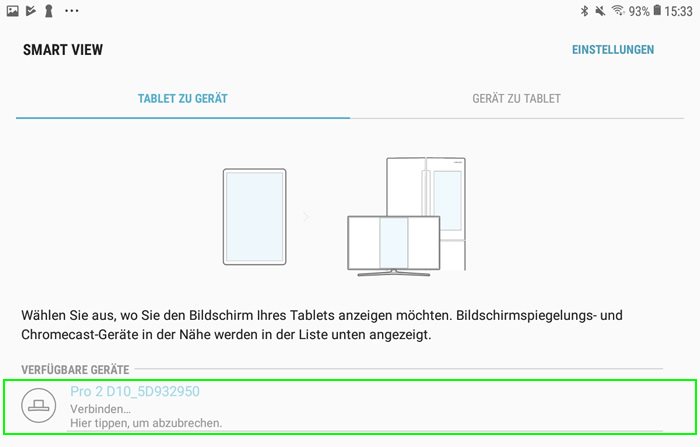 93% 15:33
SMART VIEW EINSTELLUNGEN
TABLET ZU GERÄT GERÄT ZU TABLET
Wählen Sie aus, wo Sie den Bildschirm Ihres Tablets anzeigen möchten. Bildschirmspiegelungs- und
Chromecast-Geräte in der Nähe werden in der Liste unten angezeigt.
VERFÜGBARE GERÄTE
Pro 2 D10_5D932950
Verbinden...
Hier tippen, um abzubrechen.